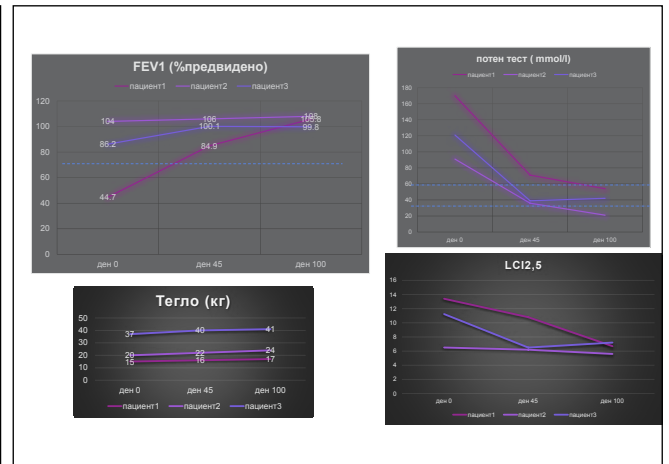 FEV1 (%предвидено)
пациент1 пациент2 пациент3
120
100
80
60
40
20
0
104
86.2
44.7
106
100.1
84.9
99.8
ден 0 ден 45 ден 100
потен тест ( mmol/l)
пациент1 пациент2 пациент3
180
160
140
120
100
80
60
40
20
0
ден 0 ден 45 ден 100
Тегло (кг)
50
40
30
20
10
0
37 40 41
20 22 24
15 16 17
ден 0 ден 45 ден 100
пациент1 пациент2 пациент3
LCI2,5
16
14
12
10
8
6
4
2
0
ден 0 ден 45 ден 100
пациент1 пациент2 пациент3